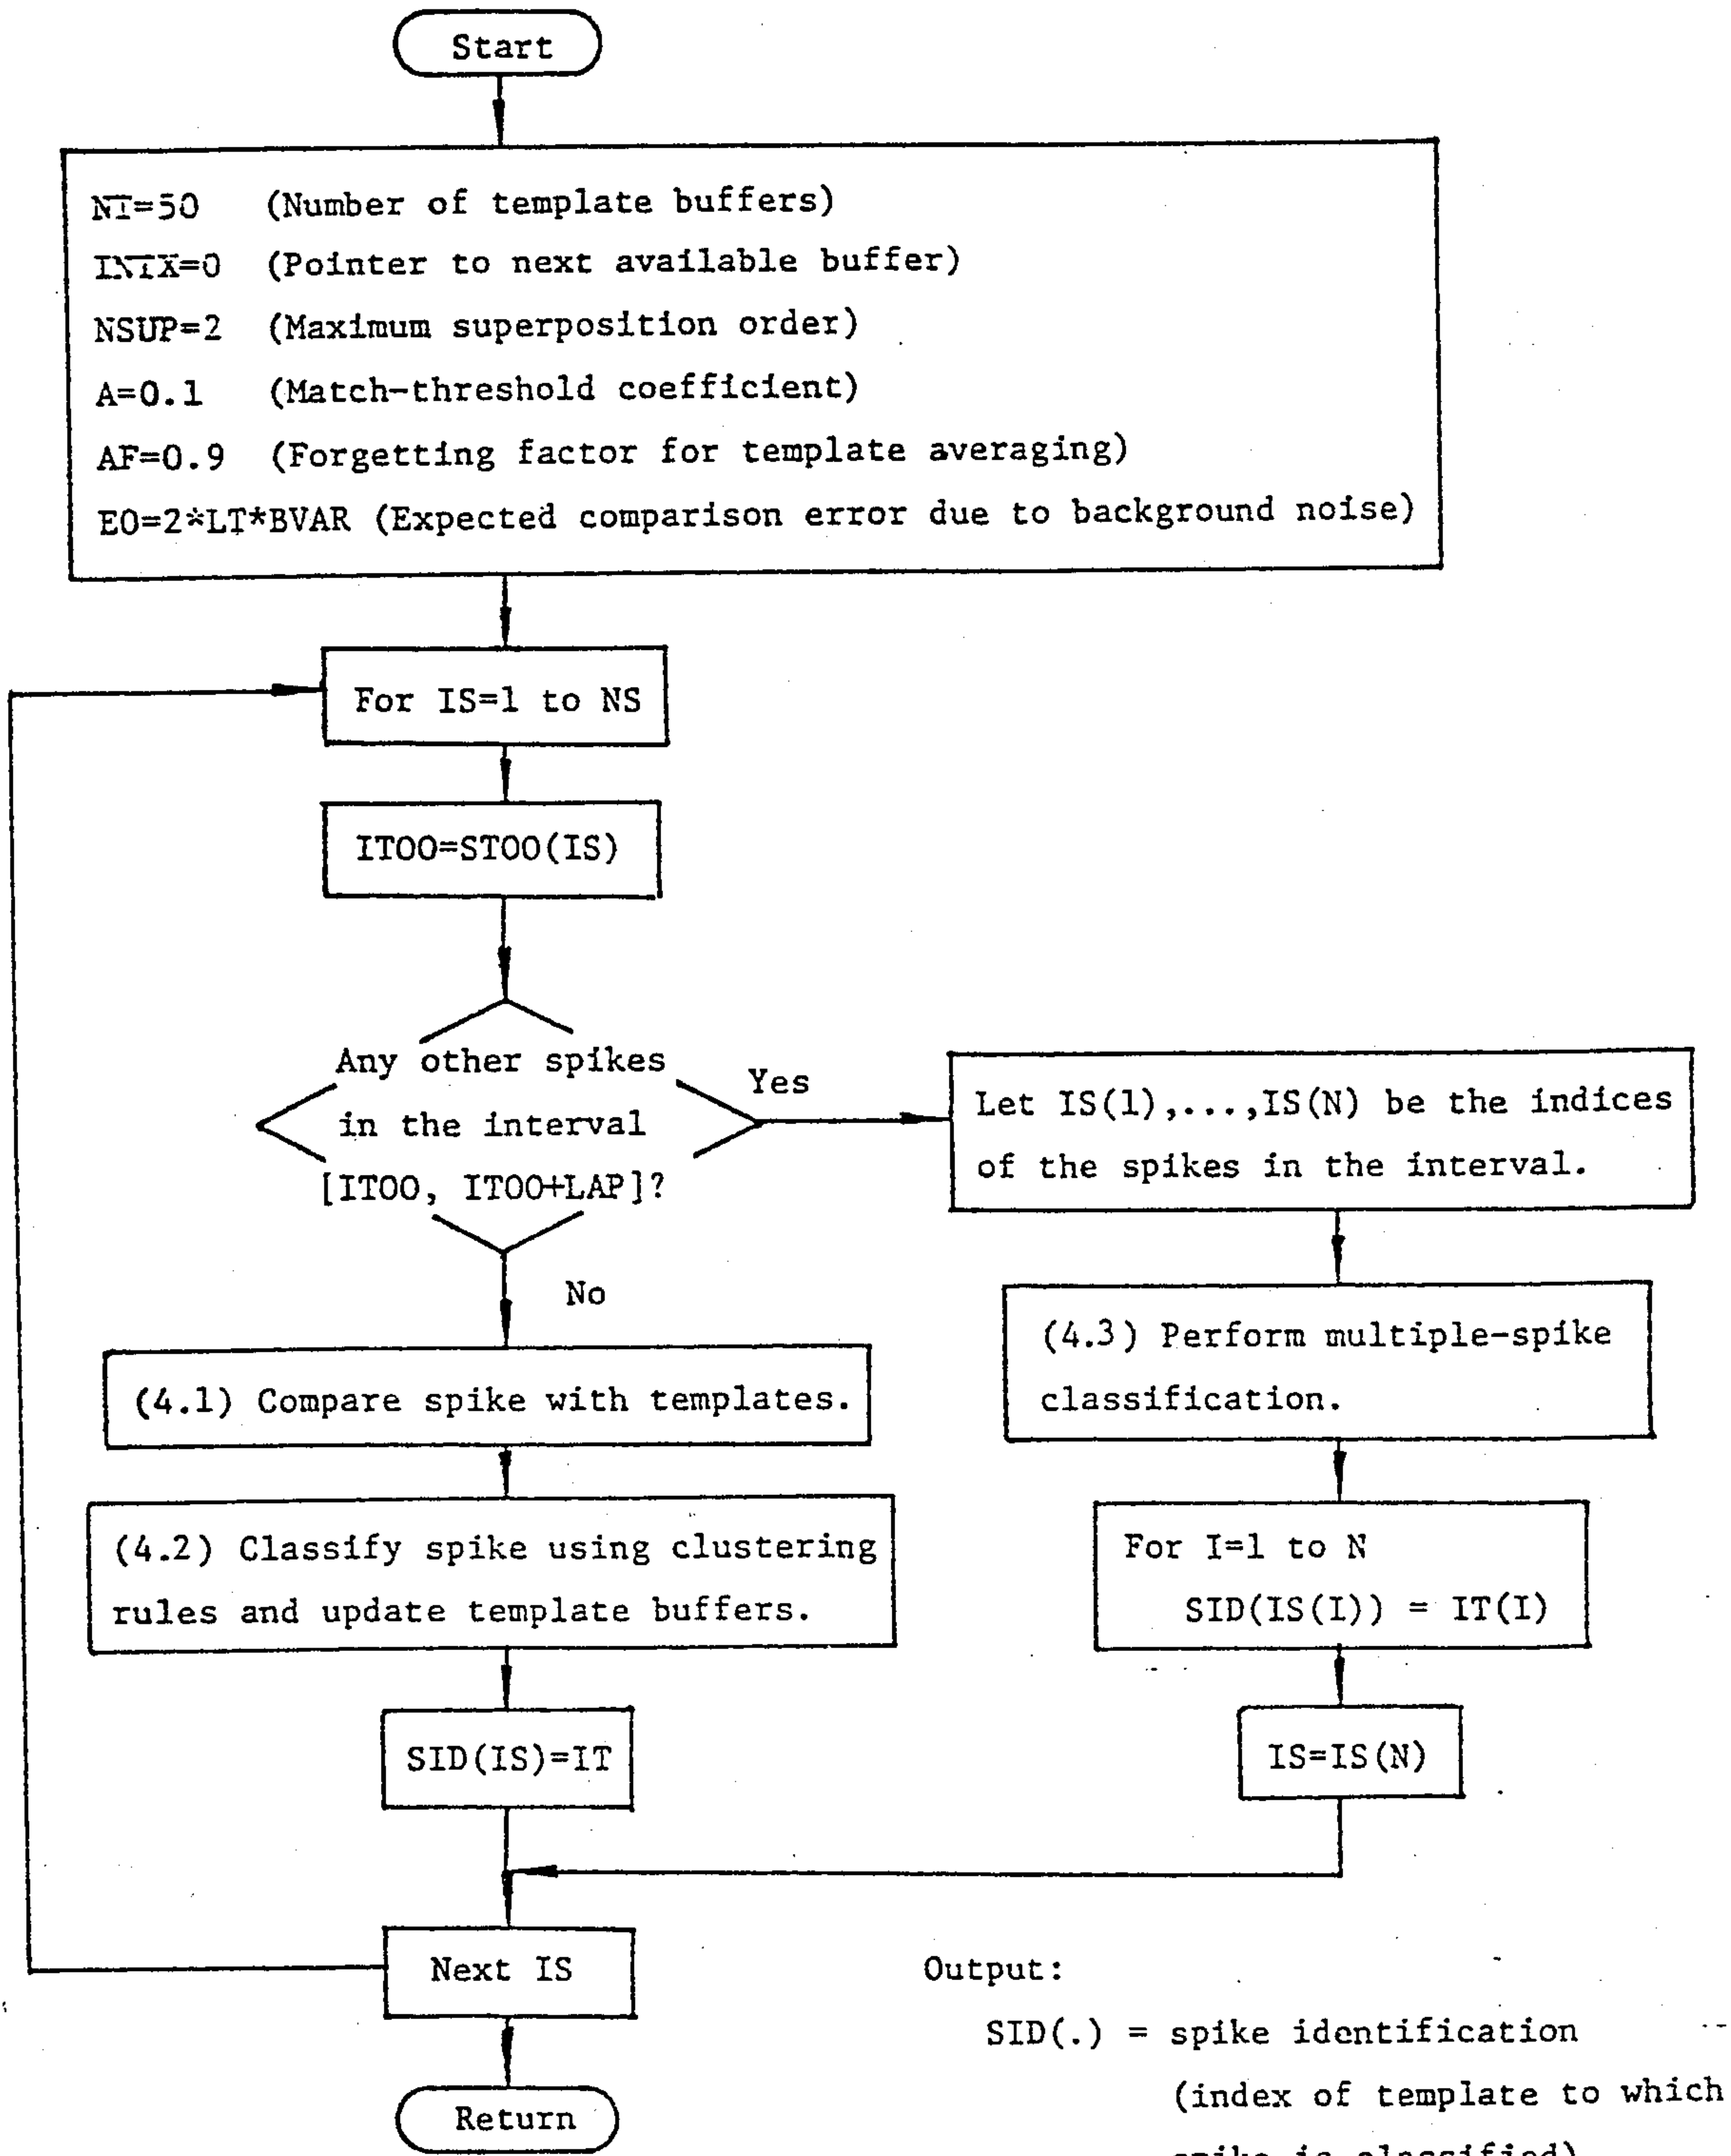 Start
NT=50 (Number of template buffers)
INTX=0 (Pointer to next available buffer)
NSUP=2 (Maximum superposition order)
A=0.1 (Match-threshold coefficient)
AF=0.9 (Forgetting factor for template averaging)
EO=2*LT*BVAR (Expected comparison error due to background noise)
For IS=1 to NS
ITOO=STOO(IS)
Any other spikes
in the interval
[ITOO, ITOO+LAP]?
Yes
Let IS(1),...,IS(N) be the indices
of the spikes in the interval.
No
(4.3) Perform multiple-spike
classification.
(4.1) Compare spike with templates.
(4.2) Classify spike using clustering
rules and update template buffers.
For I=1 to N
SID(IS(I)) = IT(I)
SID(IS)=IT
IS=IS(N)
Next IS
Return
Output:
SID(.) = spike identification
(index of template to which
spike is classified)